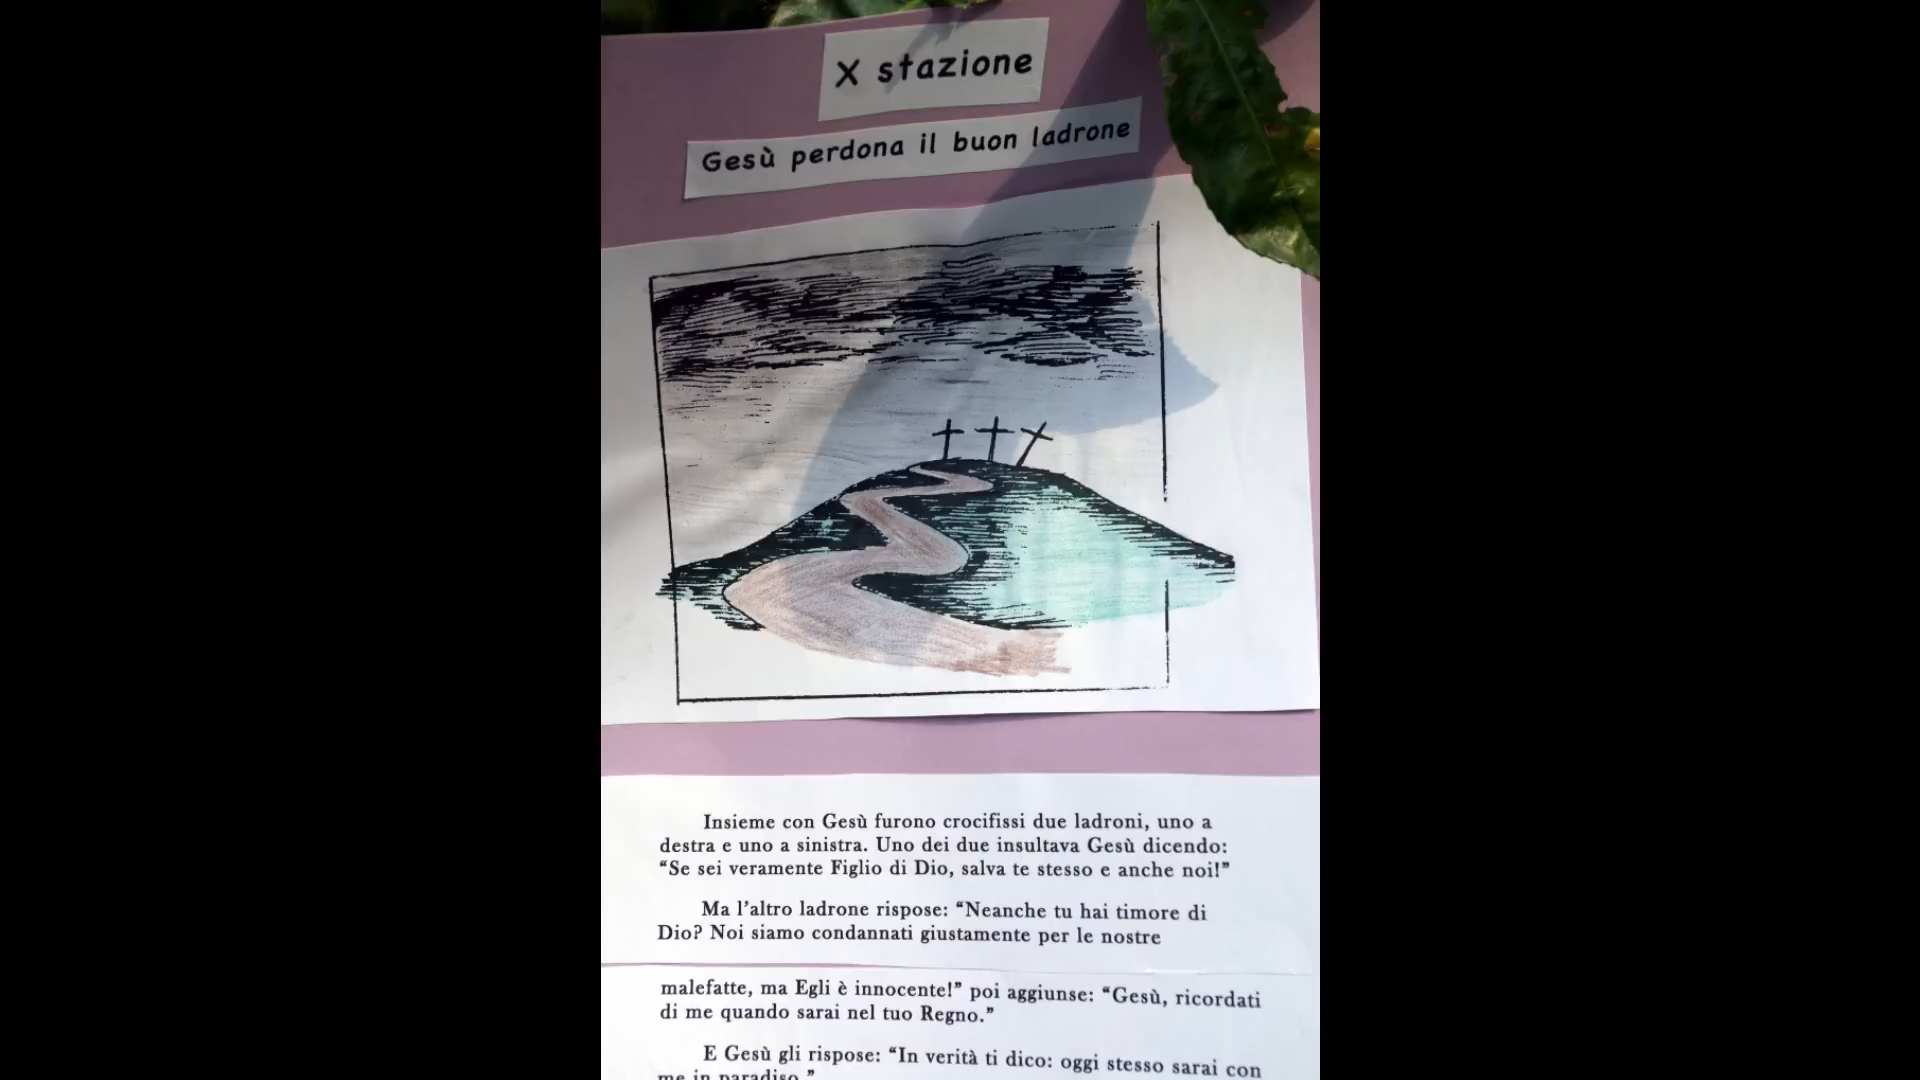 X stazione
Gesù perdona il buon ladrone
Insieme con Gesù furono crocifissi due ladroni, uno a
destra e uno a sinistra. Uno dei due insultava Gesù dicendo:
“Se sei veramente Figlio di Dio, salva te stesso e anche noi!”
Ma l’altro ladrone rispose: “Neanche tu hai timore di
Dio? Noi siamo condannati giustamente per le nostre
malefatte, ma Egli è innocente!” poi aggiunse: “Gesù, ricordati
di me quando sarai nel tuo Regno.”
E Gesù gli rispose: “In verità ti dico: oggi stesso sarai con
me in paradiso.”